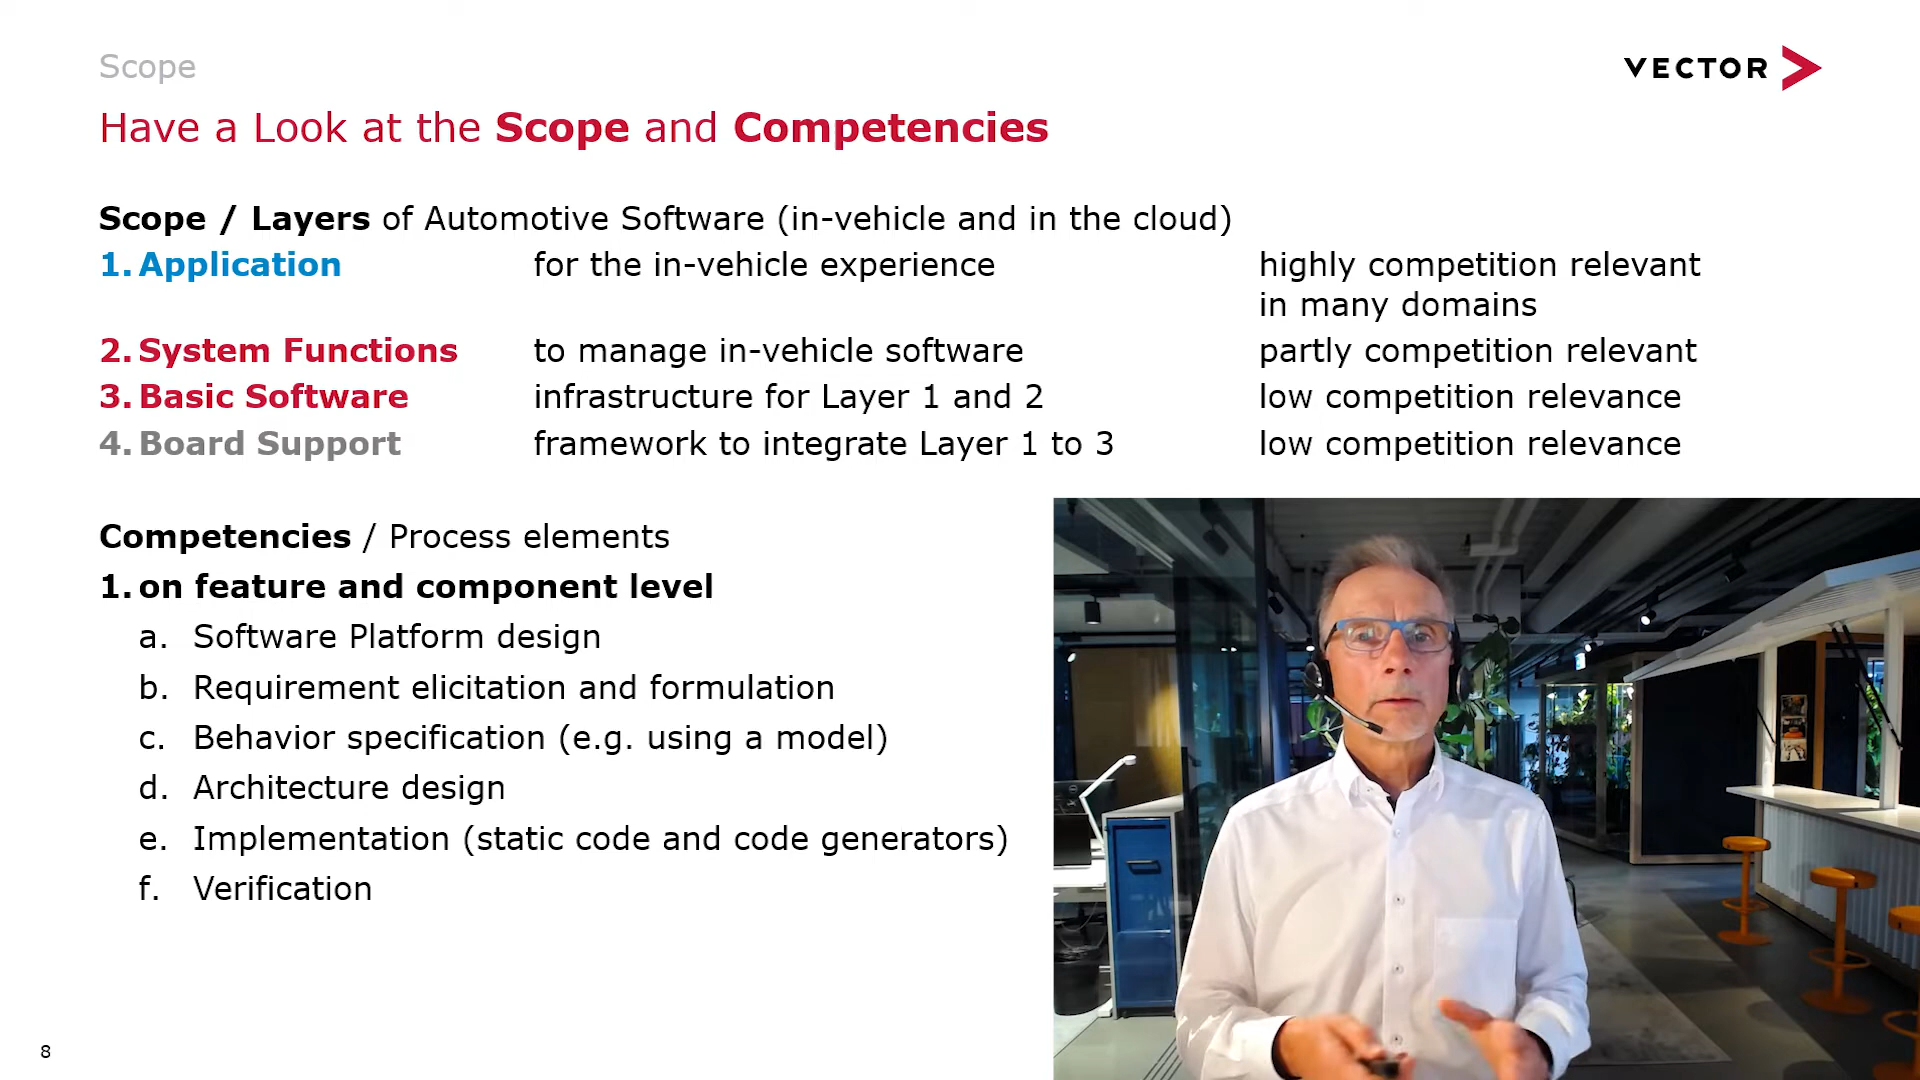 Scope
VECTOR
Have a Look at the Scope and Competencies
Scope / Layers of Automotive Software (in-vehicle and in the cloud)
1. Application for the in-vehicle experience highly competition relevant
in many domains
2. System Functions to manage in-vehicle software partly competition relevant
3. Basic Software infrastructure for Layer 1 and 2 low competition relevance
4. Board Support framework to integrate Layer 1 to 3 low competition relevance
Competencies / Process elements
1. on feature and component level
a. Software Platform design
b. Requirement elicitation and formulation
c. Behavior specification (e.g. using a model)
d. Architecture design
e. Implementation (static code and code generators)
f. Verification
8